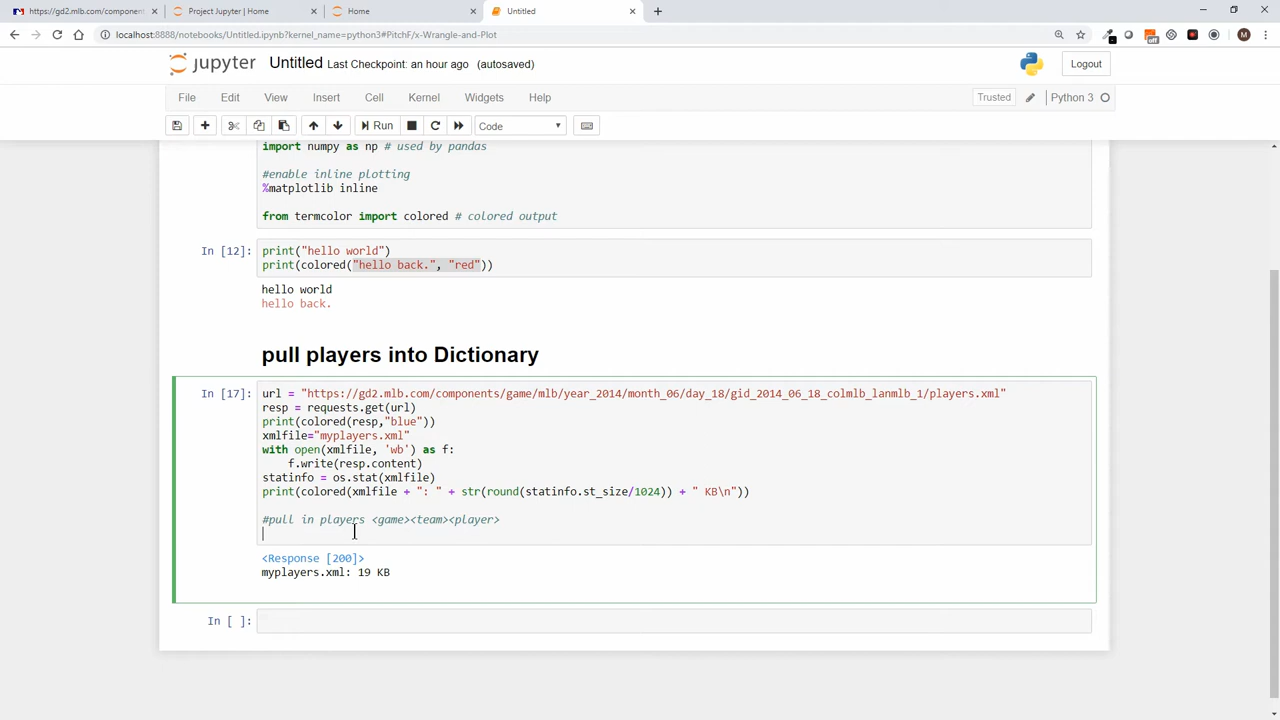 https://gd2.mlb.com/component
Project Jupyter | Home
Home
Untitled
localhost:8888/notebooks/Untitled.ipynb?kernel_name=python3#PitchF/x-Wrangle-and-Plot
off
M
jupyter Untitled Last Checkpoint: an hour ago (autosaved)
Logout
File Edit View Insert Cell Kernel Widgets Help
Trusted Python 3
Run Code
import numpy as np # used by pandas
#enable inline plotting
%matplotlib inline
from termcolor import colored # colored output
In [12]: print("hello world")
print(colored("hello back.", "red"))
hello world
hello back.
pull players into Dictionary
In [17]: url = "https://gd2.mlb.com/components/game/mlb/year_2014/month_06/day_18/gid_2014_06_18_colmlb_lanmlb_1/players.xml"
resp = requests.get(url)
print(colored(resp,"blue"))
xmlfile="myplayers.xml"
with open(xmlfile, 'wb') as f:
f.write(resp.content)
statinfo = os.stat(xmlfile)
print(colored(xmlfile + ": " + str(round(statinfo.st_size/1024)) + " KB\n"))
#pull in players <game><team><player>
<Response [200]>
myplayers.xml: 19 KB
In [ ]: